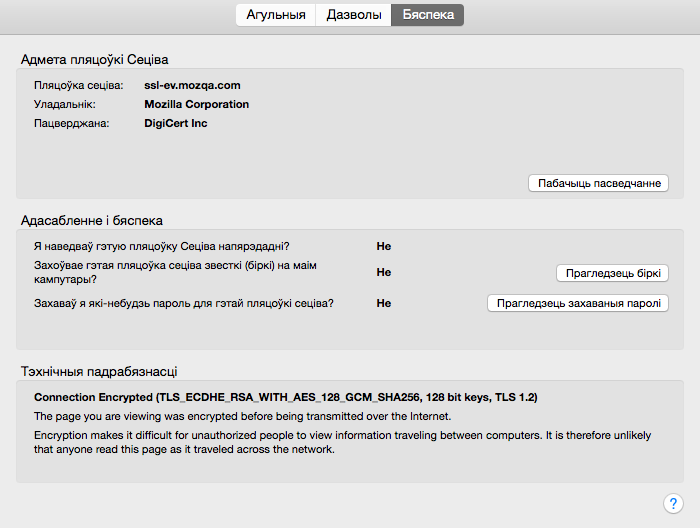 Агульныя Дазволы Бяспека
Адмета пляцоўкі Сеціва
Пляцоўка сеціва: ssl-ev.mozqa.com
Уладальнік: Mozilla Corporation
Пацверджана: DigiCert Inc
Пабачыць пасведчанне
Адасабленне і бяспека
Я наведваў гэтую пляцоўку Сеціва напярэдадні? Не
Захоўвае гэтая пляцоўка сеціва звесткі (біркі) на маім
кампутары? Не Прагледзець біркі
Захаваў я які-небудзь пароль для гэтай пляцоўкі сеціва? Не Прагледзець захаваныя паролі
Тэхнічныя падрабязнасці
Connection Encrypted (TLS_ECDHE_RSA_WITH_AES_128_GCM_SHA256, 128 bit keys, TLS 1.2)
The page you are viewing was encrypted before being transmitted over the Internet.
Encryption makes it difficult for unauthorized people to view information traveling between computers. It is therefore unlikely
that anyone read this page as it traveled across the network.
?